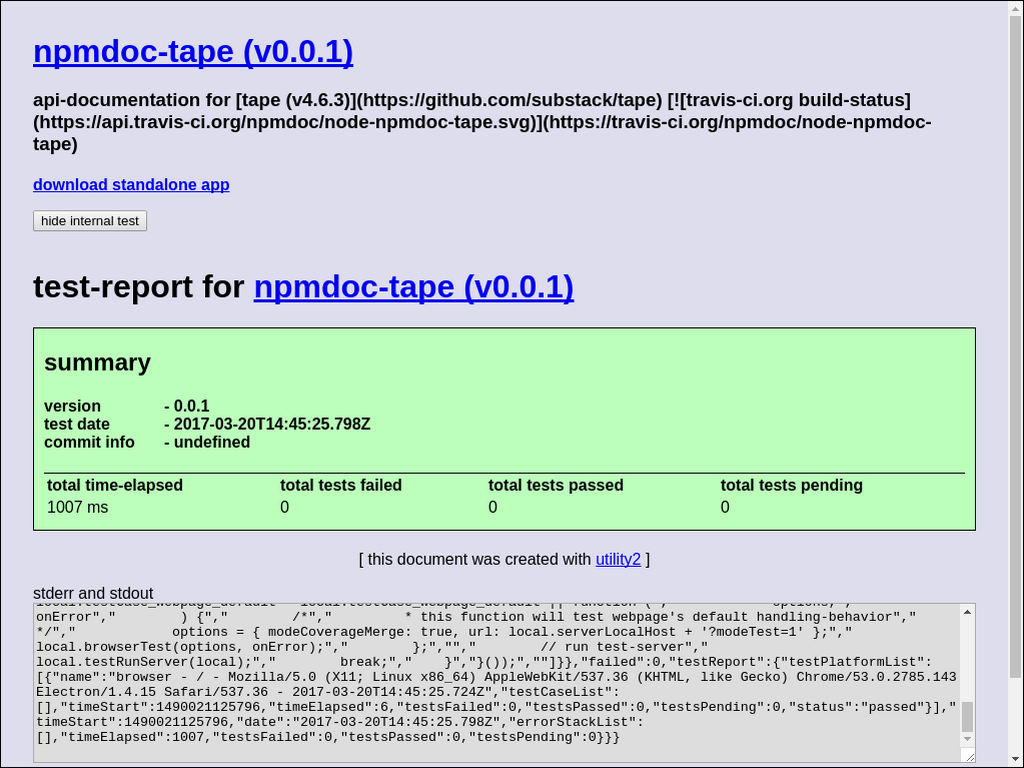 npmdoc-tape (v0.0.1)
api-documentation for [tape (v4.6.3)](https://github.com/substack/tape) [![travis-ci.org build-status]
(https://api.travis-ci.org/npmdoc/node-npmdoc-tape.svg)](https://travis-ci.org/npmdoc/node-npmdoc-
tape)
download standalone app
hide internal test
test-report for npmdoc-tape (v0.0.1)
summary
version - 0.0.1
test date - 2017-03-20T14:45:25.798Z
commit info - undefined
total time-elapsed total tests failed total tests passed total tests pending
1007 ms 0 0 0
[ this document was created with utility2 ]
stderr and stdout
local.testCase_webpage_default = local.testCase_webpage_default || function (","            options,","
onError","        ) {","        /*","         * this function will test webpage's default handling-behavior","
*/","            options = { modeCoverageMerge: true, url: local.serverLocalHost + '?modeTest=1' };","
local.browserTest(options, onError);","        };","","        // run test-server","
local.testRunServer(local);","        break;","    }","}());",""]}},"failed":0,"testReport":{"testPlatformList":
[{"name":"browser - / - Mozilla/5.0 (X11; Linux x86_64) AppleWebKit/537.36 (KHTML, like Gecko) Chrome/53.0.2785.143
Electron/1.4.15 Safari/537.36 - 2017-03-20T14:45:25.724Z","testCaseList":
[],"timeStart":1490021125796,"timeElapsed":6,"testsFailed":0,"testsPassed":0,"testsPending":0,"status":"passed"}],"
timeStart":1490021125796,"date":"2017-03-20T14:45:25.798Z","errorStackList":
[],"timeElapsed":1007,"testsFailed":0,"testsPassed":0,"testsPending":0}}}